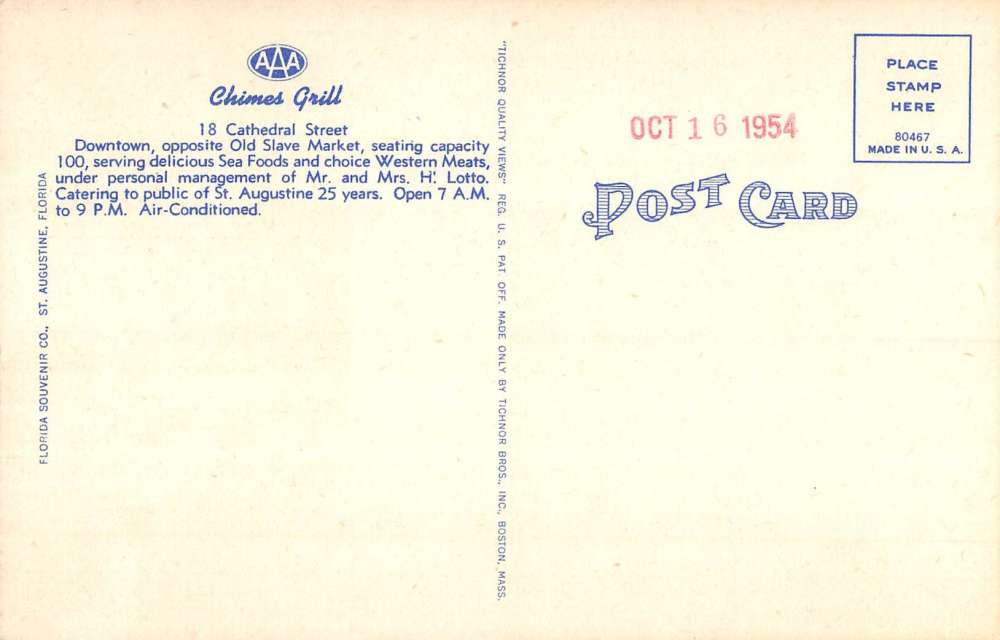 AAA
Chimes Grill
18 Cathedral Street
Downtown, opposite Old Slave Market, seating capacity
100, serving delicious Sea Foods and choice Western Meats,
under personal management of Mr. and Mrs. H. Lotto.
Catering to public of St. Augustine 25 years. Open 7 A.M.
to 9 P.M. Air-Conditioned.
FLORIDA SOUVENIR CO., ST. AUGUSTINE, FLORIDA
"TICHNOR QUALITY VIEWS" REG. U. S. PAT. OFF. MADE ONLY BY TICHNOR BROS., INC., BOSTON, MASS.
OCT 16 1954
POST CARD
PLACE
STAMP
HERE
80467
MADE IN U. S. A.